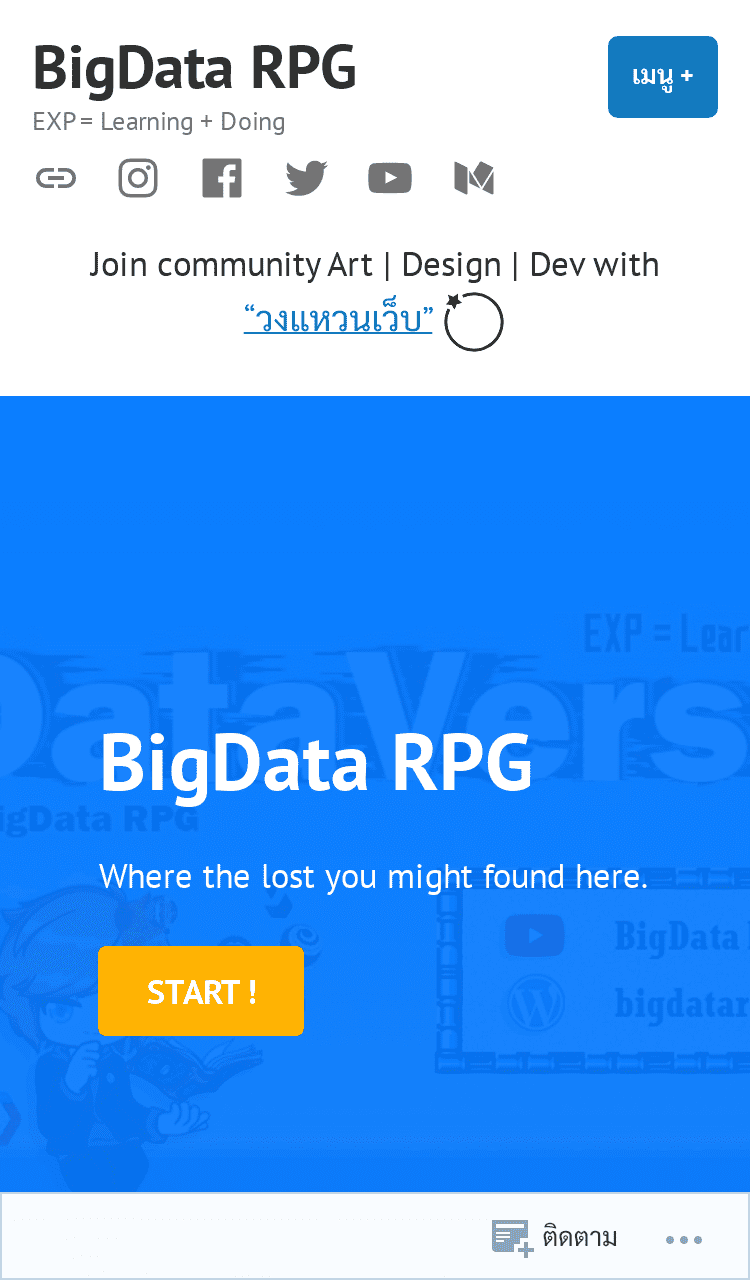 BigData RPG
เมนู +
EXP = Learning + Doing
Join community Art | Design | Dev with
“วงแหวนเว็บ”
EXP = Lear
DataVers
BigData RPG
igData RPG
Where the lost you might found here.
BigData
START !
bigdatar
ติดตาม